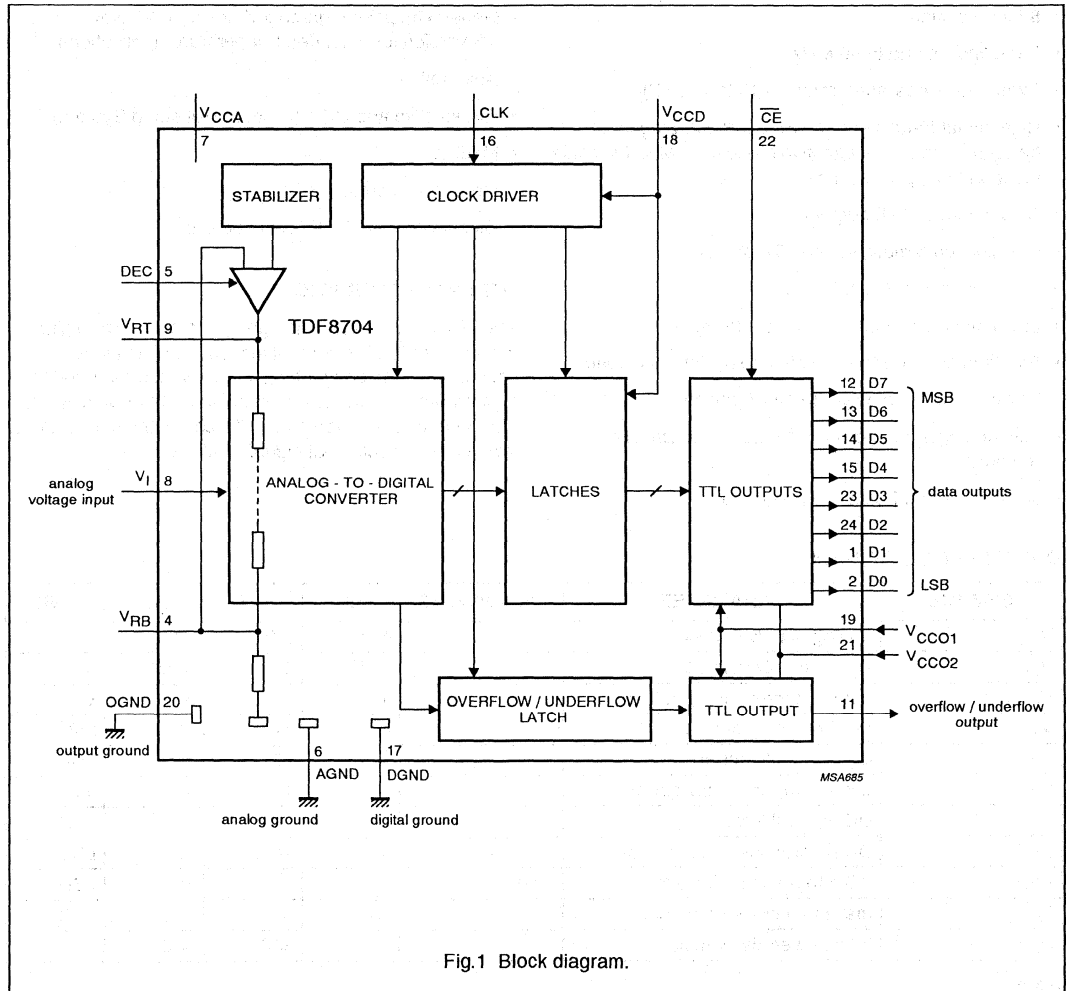 VCCA
7
CLK
16
VCCD
18
CE
22
STABILIZER
CLOCK DRIVER
DEC 5
VRT 9
TDF8704
VI 8
analog
voltage input
ANALOG - TO - DIGITAL
CONVERTER
LATCHES
TTL OUTPUTS
12 D7 MSB
13 D6
14 D5
15 D4
23 D3
24 D2
1 D1
2 D0 LSB
data outputs
VRB 4
19 VCCO1
21 VCCO2
OGND 20
output ground
OVERFLOW / UNDERFLOW
LATCH
TTL OUTPUT
11
overflow / underflow
output
6
AGND
analog ground
17
DGND
digital ground
MSA685
Fig.1 Block diagram.